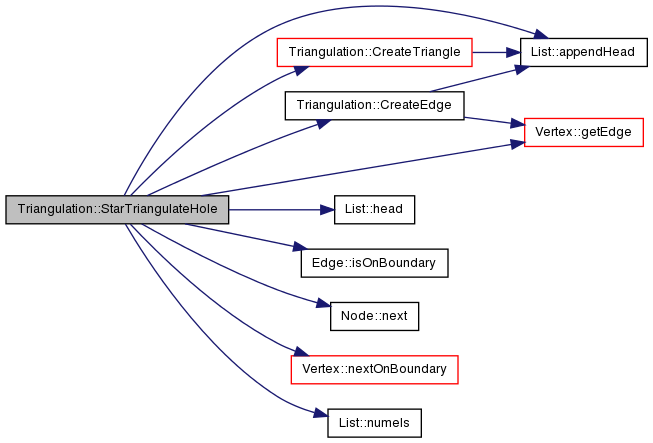 Triangulation::CreateTriangle
List::appendHead
Triangulation::CreateEdge
Vertex::getEdge
Triangulation::StarTriangulateHole
List::head
Edge::isOnBoundary
Node::next
Vertex::nextOnBoundary
List::numels